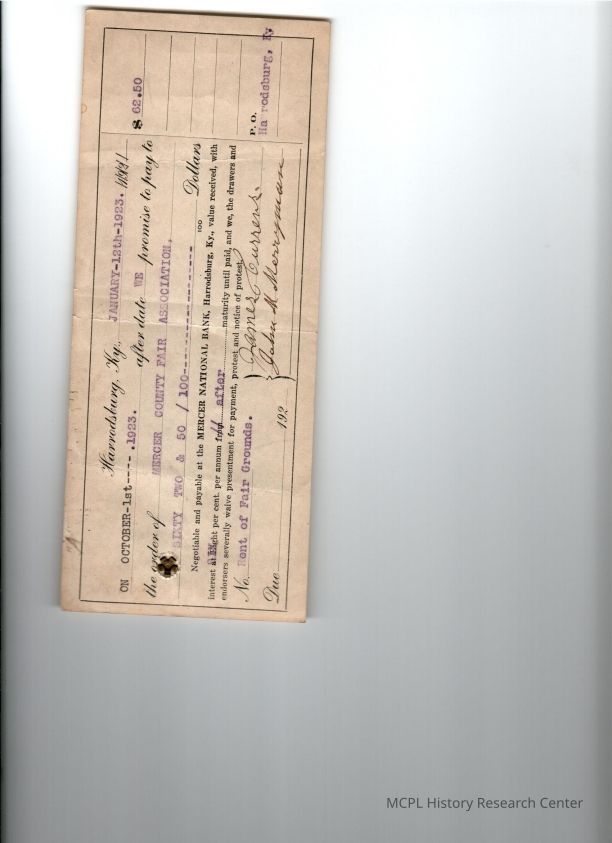 Harrodsburg, Ky., JANUARY-12th-1923.
$ 62.50
ON OCTOBER-1st----.1923. after date WE promise to pay to
the order of MERCER COUNTY FAIR ASSOCIATION,
SIXTY TWO & 50 / 100---------------- 100 Dollars
Negotiable and payable at the MERCER NATIONAL BANK, Harrodsburg, Ky., value received, with
interest at per cent. per annum after maturity until paid, and we, the drawers and
endorsers severally waive presentment for payment, protest and notice of protest.
No. Rent of Fair Grounds. James Currens.
P. O. Harrodsburg, Ky
Due 192 John M Merryman
MCPL History Research Center